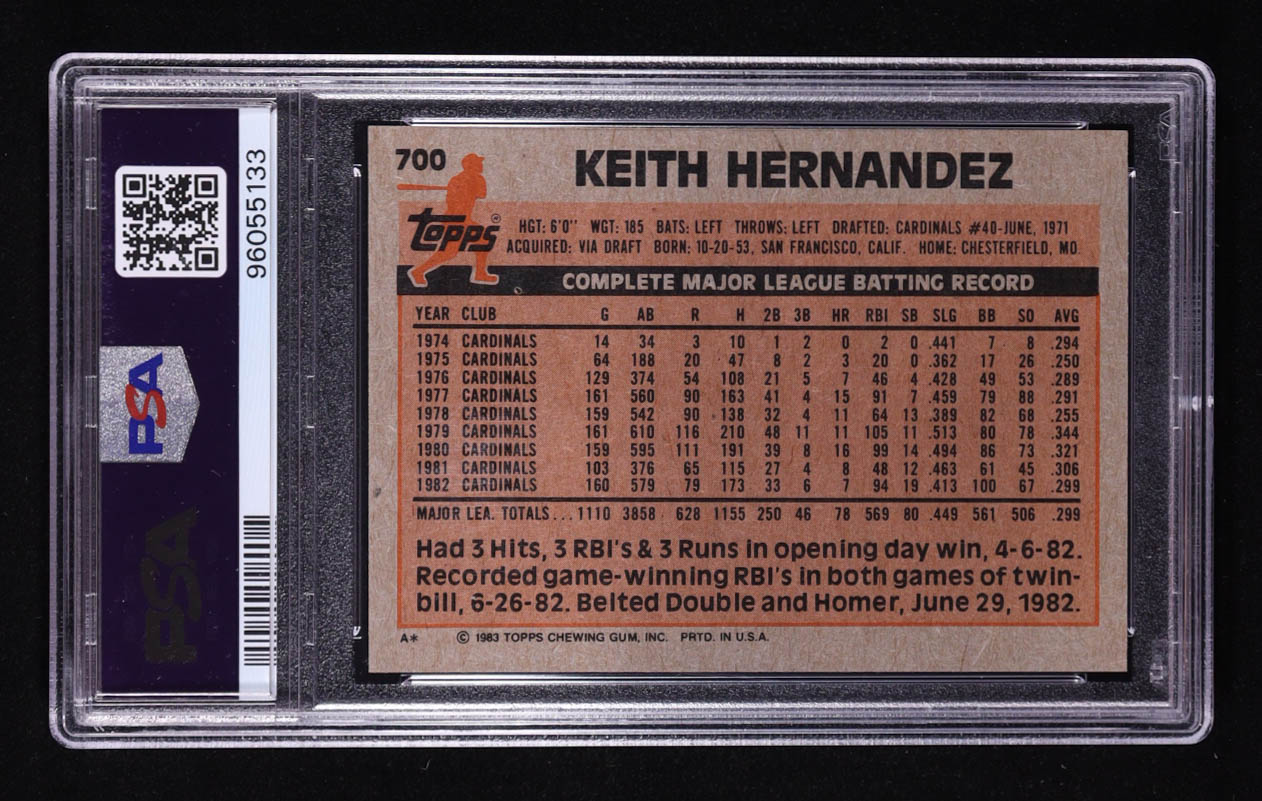 96055133
PSA
PSA
700
KEITH HERNANDEZ
Topps®
HGT: 6'0'' WGT: 185 BATS: LEFT THROWS: LEFT DRAFTED: CARDINALS #40-JUNE, 1971
ACQUIRED: VIA DRAFT BORN: 10-20-53, SAN FRANCISCO, CALIF. HOME: CHESTERFIELD, MO.
COMPLETE MAJOR LEAGUE BATTING RECORD
YEAR CLUB G AB R H 2B 3B HR RBI SB SLG BB SO AVG
1974 CARDINALS 14 34 3 10 1 2 0 2 0 .441 7 8 .294
1975 CARDINALS 64 188 20 47 8 2 3 20 0 .362 17 26 .250
1976 CARDINALS 129 374 54 108 21 5 7 46 4 .428 49 53 .289
1977 CARDINALS 161 560 90 163 41 4 15 91 7 .459 79 88 .291
1978 CARDINALS 159 542 90 138 32 4 11 64 13 .389 82 68 .255
1979 CARDINALS 161 610 116 210 48 11 11 105 11 .513 80 78 .344
1980 CARDINALS 159 595 111 191 39 8 16 99 14 .494 86 73 .321
1981 CARDINALS 103 376 65 115 27 4 8 48 12 .463 61 45 .306
1982 CARDINALS 160 579 79 173 33 6 7 94 19 .413 100 67 .299
MAJOR LEA. TOTALS... 1110 3858 628 1155 250 46 78 569 80 .449 561 506 .299
Had 3 Hits, 3 RBI's & 3 Runs in opening day win, 4-6-82.
Recorded game-winning RBI's in both games of twin-
bill, 6-26-82. Belted Double and Homer, June 29, 1982.
A* © 1983 TOPPS CHEWING GUM, INC. PRTD. IN U.S.A.